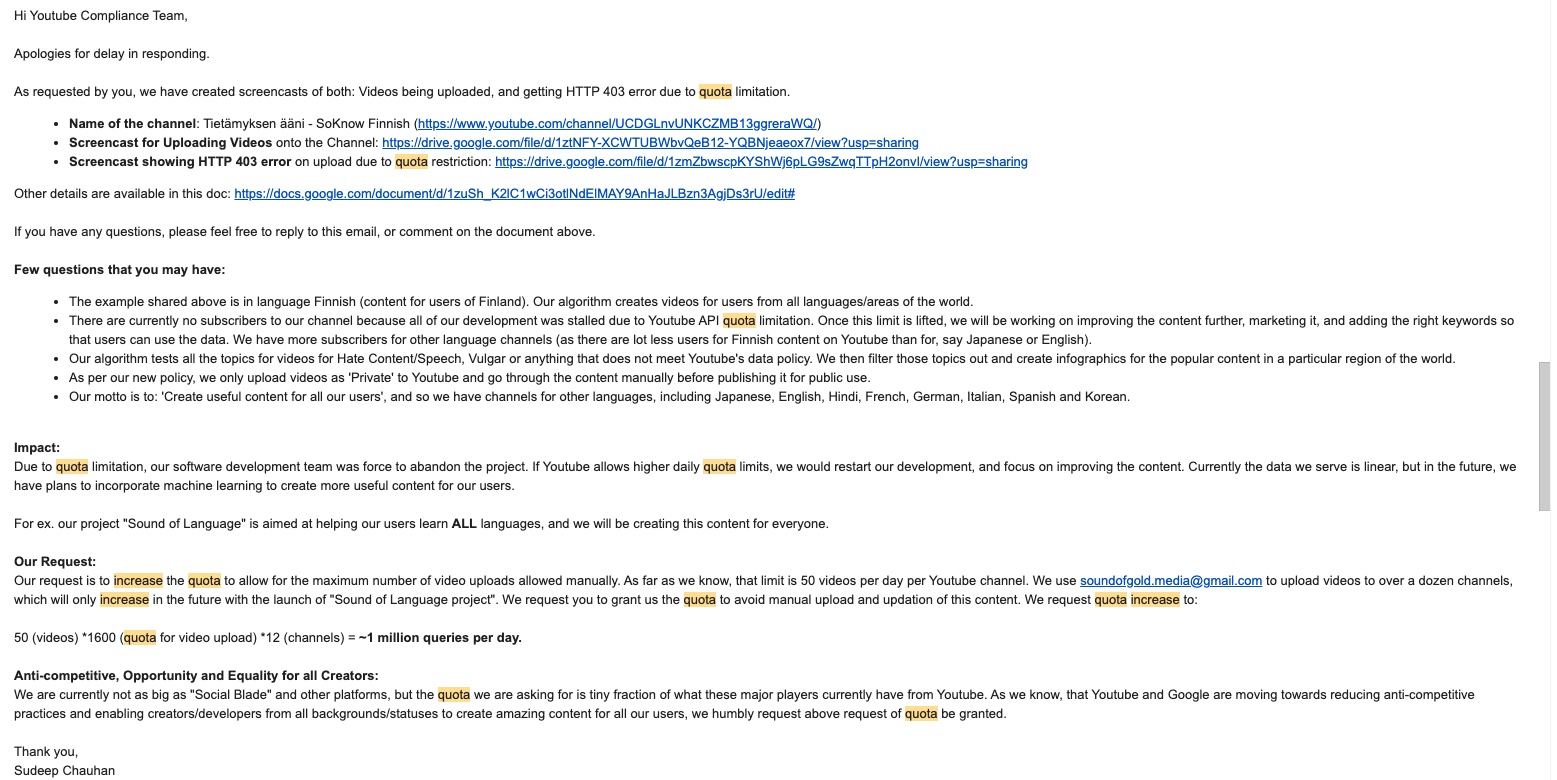 Hi Youtube Compliance Team,
Apologies for delay in responding.
As requested by you, we have created screencasts of both: Videos being uploaded, and getting HTTP 403 error due to quota limitation.
• Name of the channel: Tietämyksen ääni - SoKnow Finnish (https://www.youtube.com/channel/UCDGLnvUNKCZMB13ggreraWQ/)
• Screencast for Uploading Videos onto the Channel: https://drive.google.com/file/d/1ztNFY-XCWTUBWbvQeB12-YQBNjeaeox7/view?usp=sharing
• Screencast showing HTTP 403 error on upload due to quota restriction: https://drive.google.com/file/d/1zmZbwscpKYShWj6pLG9sZwqTTpH2onvI/view?usp=sharing
Other details are available in this doc: https://docs.google.com/document/d/1zuSh_K2lC1wCi3otlNdElMAY9AnHaJLBzn3AgjDs3rU/edit#
If you have any questions, please feel free to reply to this email, or comment on the document above.
Few questions that you may have:
• The example shared above is in language Finnish (content for users of Finland). Our algorithm creates videos for users from all languages/areas of the world.
• There are currently no subscribers to our channel because all of our development was stalled due to Youtube API quota limitation. Once this limit is lifted, we will be working on improving the content further, marketing it, and adding the right keywords so
that users can use the data. We have more subscribers for other language channels (as there are lot less users for Finnish content on Youtube than for, say Japanese or English).
• Our algorithm tests all the topics for videos for Hate Content/Speech, Vulgar or anything that does not meet Youtube's data policy. We then filter those topics out and create infographics for the popular content in a particular region of the world.
• As per our new policy, we only upload videos as 'Private' to Youtube and go through the content manually before publishing it for public use.
• Our motto is to: 'Create useful content for all our users', and so we have channels for other languages, including Japanese, English, Hindi, French, German, Italian, Spanish and Korean.
Impact:
Due to quota limitation, our software development team was force to abandon the project. If Youtube allows higher daily quota limits, we would restart our development, and focus on improving the content. Currently the data we serve is linear, but in the future, we
have plans to incorporate machine learning to create more useful content for our users.
For ex. our project "Sound of Language" is aimed at helping our users learn ALL languages, and we will be creating this content for everyone.
Our Request:
Our request is to increase the quota to allow for the maximum number of video uploads allowed manually. As far as we know, that limit is 50 videos per day per Youtube channel. We use soundofgold.media@gmail.com to upload videos to over a dozen channels,
which will only increase in the future with the launch of "Sound of Language project". We request you to grant us the quota to avoid manual upload and updation of this content. We request quota increase to:
50 (videos) *1600 (quota for video upload) *12 (channels) = ~1 million queries per day.
Anti-competitive, Opportunity and Equality for all Creators:
We are currently not as big as "Social Blade" and other platforms, but the quota we are asking for is tiny fraction of what these major players currently have from Youtube. As we know, that Youtube and Google are moving towards reducing anti-competitive
practices and enabling creators/developers from all backgrounds/statuses to create amazing content for all our users, we humbly request above request of quota be granted.
Thank you,
Sudeep Chauhan